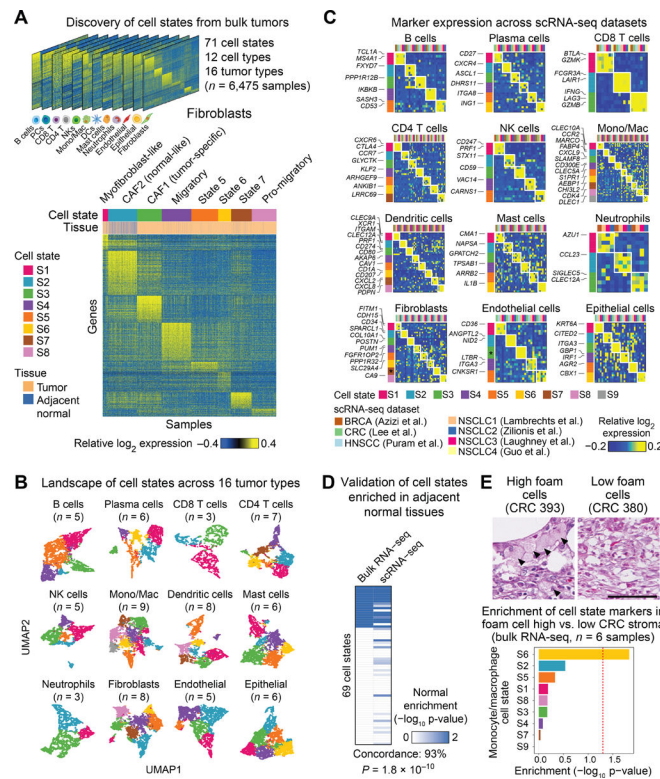 A
Discovery of cell states from bulk tumors
71 cell states
12 cell types
16 tumor types
(n = 6,475 samples)
B cells
PCs
CD8 T
CD4 T
NKs
Mono/Mac
DCs
Mast cells
Neutrophils
Endothelial
Epithelial
Fibroblasts
Fibroblasts
Myofibroblast-like
CAF2 (normal-like)
CAF1 (tumor-specific)
Migratory
State 5
State 6
State 7
Pro-migratory
Cell state
Tissue
Cell state
S1
S2
S3
S4
S5
S6
S7
S8
Tissue
Tumor
Adjacent
normal
Genes
Samples
Relative log2 expression
−0.4
0.4
B
Landscape of cell states across 16 tumor types
B cells
(n = 5)
Plasma cells
(n = 6)
CD8 T cells
(n = 3)
CD4 T cells
(n = 7)
NK cells
(n = 5)
Mono/Mac
(n = 9)
Dendritic cells
(n = 8)
Mast cells
(n = 6)
Neutrophils
(n = 3)
Fibroblasts
(n = 8)
Endothelial
(n = 5)
Epithelial
(n = 6)
UMAP2
UMAP1
C
Marker expression across scRNA-seq datasets
B cells
TCL1A
MS4A1
FXYD7
PPP1R12B
IKBKB
SASH3
CD53
Plasma cells
CD27
CXCR4
ASCL1
DHRS1
ITGA8
ING1
CD8 T cells
BTLA
GZMK
FCGR3A
LAIR1
IFNG
LAG3
GZMB
CD4 T cells
CXCR5
CTLA4
CCR7
GLYCTK
KLF2
ARHGEF9
ANKIB1
LRRC69
NK cells
CD247
PRF1
STX11
CD69
VAC14
CARNS1
Mono/Mac
CLEC10A
CCR2
MARCO
FABP4
CXCL9
SLAMF8
CD300E
CLEC5A
S1PR1
AEBP1
CHI3L2
CDK4
DLEC1
Dendritic cells
CLEC9A
XCR1
ITGAM
CLEC12A
PRF1
CD274
CD80
AKAP6
CAV1
CD1A
CD207
CXCL2
CXCL8
PDPN
Mast cells
CMA1
NAPSA
GPATCH2
TPSAB1
ARRB2
IL1B
Neutrophils
AZU1
CCL23
SIGLEC5
CLEC12A
Fibroblasts
PITM1
CDH15
CD34
SPARCL1
COL10A1
POSTN
PUM1
FGFR1OP2
PPP1R32
SLC29A4
CA9
Endothelial cells
CD36
ANGPTL2
NID2
LTBR
ITGA3
CNKSR1
Epithelial cells
KRT6A
CITED2
ITGA3
GBP1
IRF1
AGR2
CBX1
Cell state
S1
S2
S3
S4
S5
S6
S7
S8
S9
scRNA-seq dataset
BRCA (Azizi et al.)
CRC (Lee et al.)
HNSCC (Puram et al.)
NSCLC1 (Lambrechts et al.)
NSCLC2 (Zilionis et al.)
NSCLC3 (Laughney et al.)
NSCLC4 (Guo et al.)
Relative log2
expression
−0.2
0.2
D
Validation of cell states
enriched in adjacent
normal tissues
Bulk RNA−seq
scRNA−seq
69 cell states
Normal
enrichment
(−log10 p-value)
0
2
Concordance: 93%
P = 1.8 × 10−10
E
High foam
cells
(CRC 393)
Low foam
cells
(CRC 380)
Enrichment of cell state markers in
foam cell high vs. low CRC stroma
(bulk RNA-seq, n = 6 samples)
Monocyte/macrophage
cell state
S6
S2
S5
S1
S8
S3
S4
S7
S9
0.0
0.5
1.0
1.5
Enrichment (−log10 p−value)